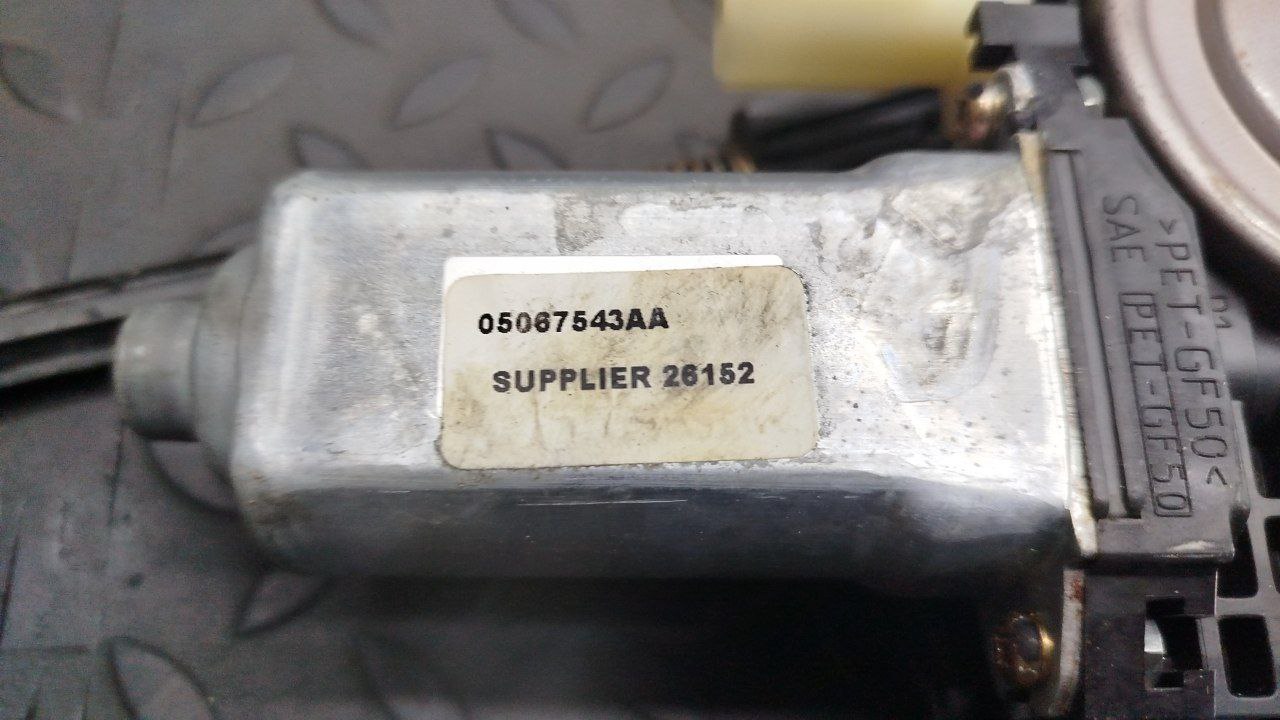 05067543AA
SUPPLIER 26152
>PET-GF50<
SAE PET-GF50